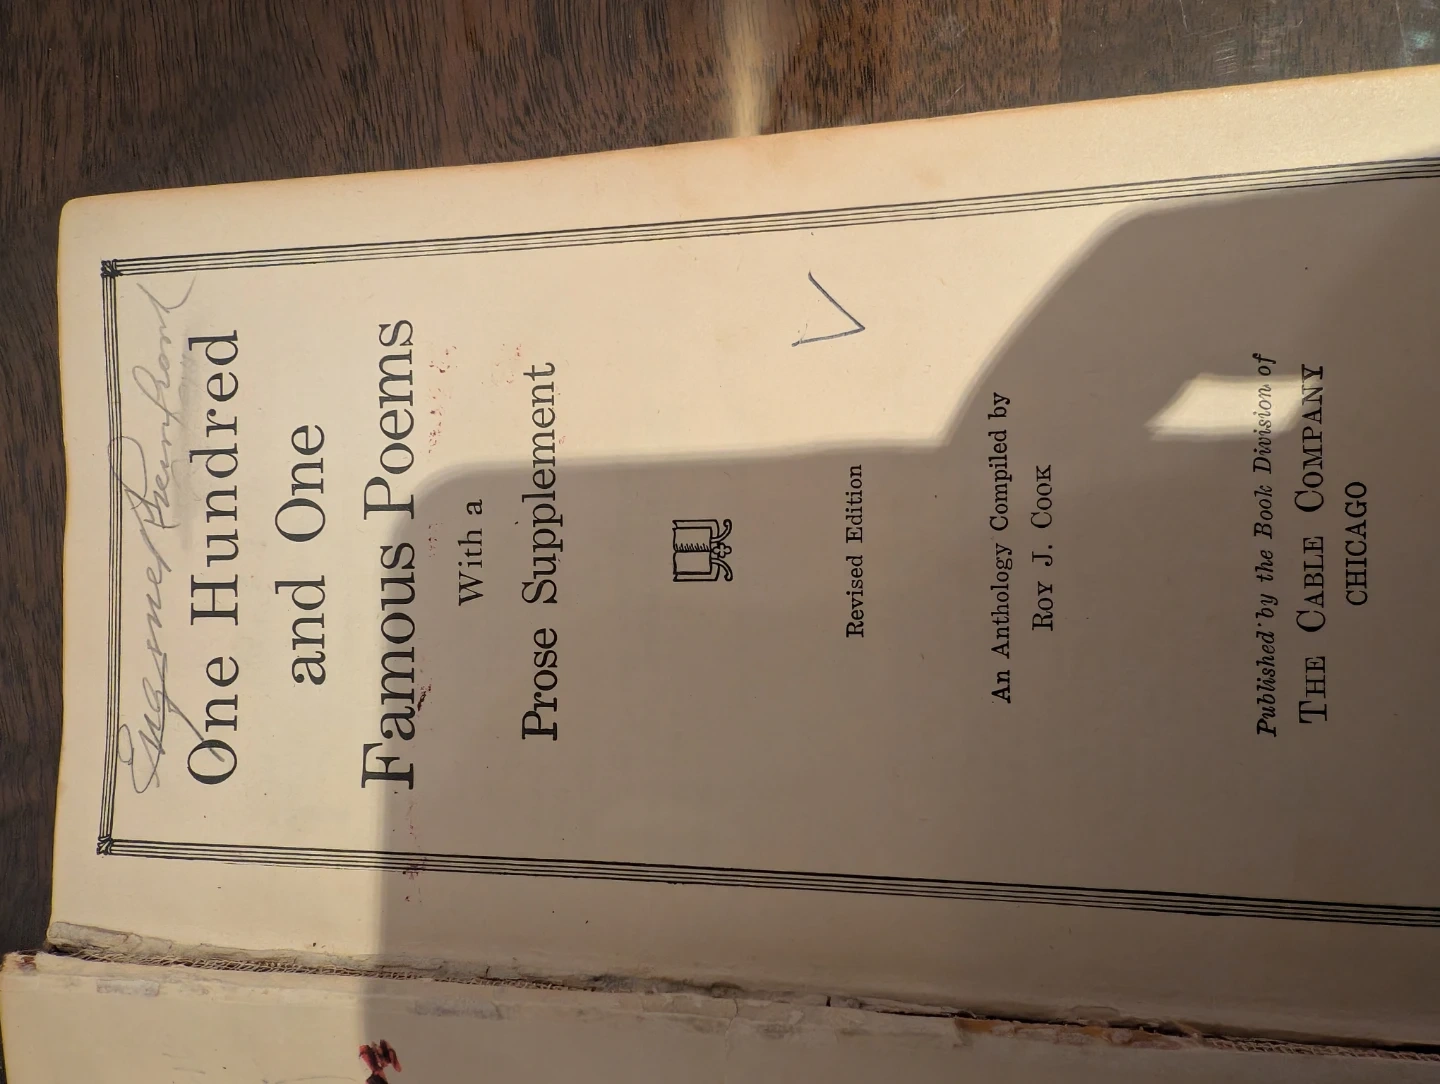 One Hundred
and One
Famous Poems
With a
Prose Supplement
Revised Edition
An Anthology Compiled by
ROY J. COOK
Published by the Book Division of
THE CABLE COMPANY
CHICAGO